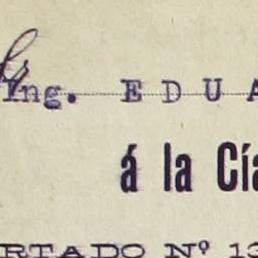 Ing. EDUA
á la Cía
RTADO Nº 13